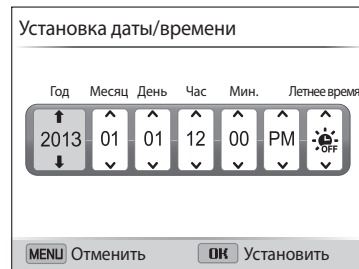 Установка даты/времени
Год Месяц День Час Мин. Летнее время
2013 01 01 12 00 PM OFF
MENU Отменить OK Установить